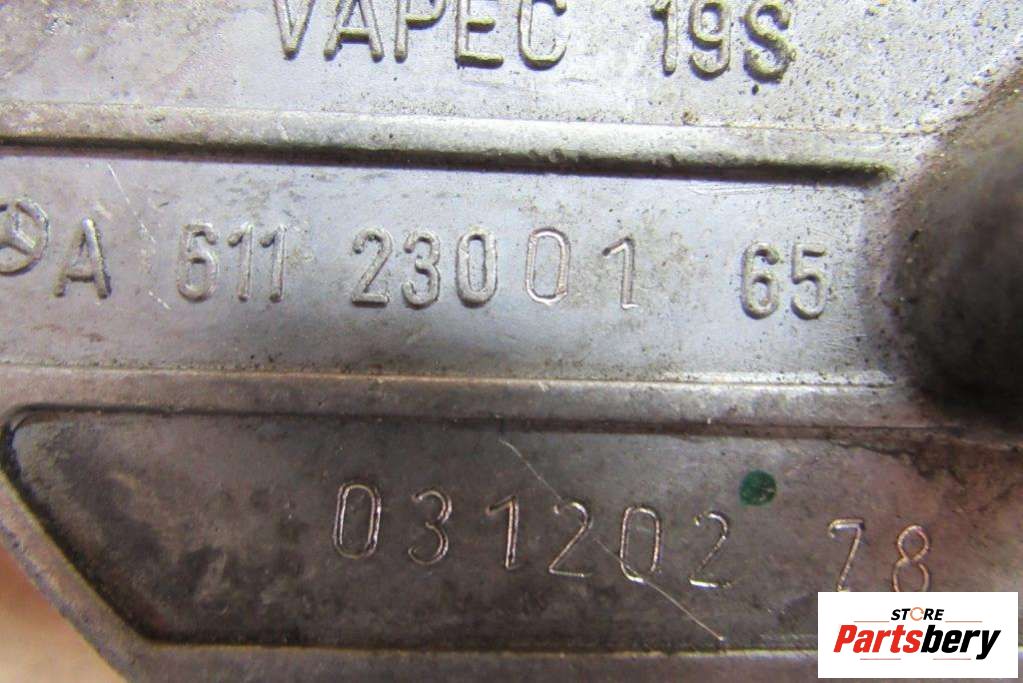 VAPEC 19S
A 611 230 01 65
031202 78
STORE
Partsbery